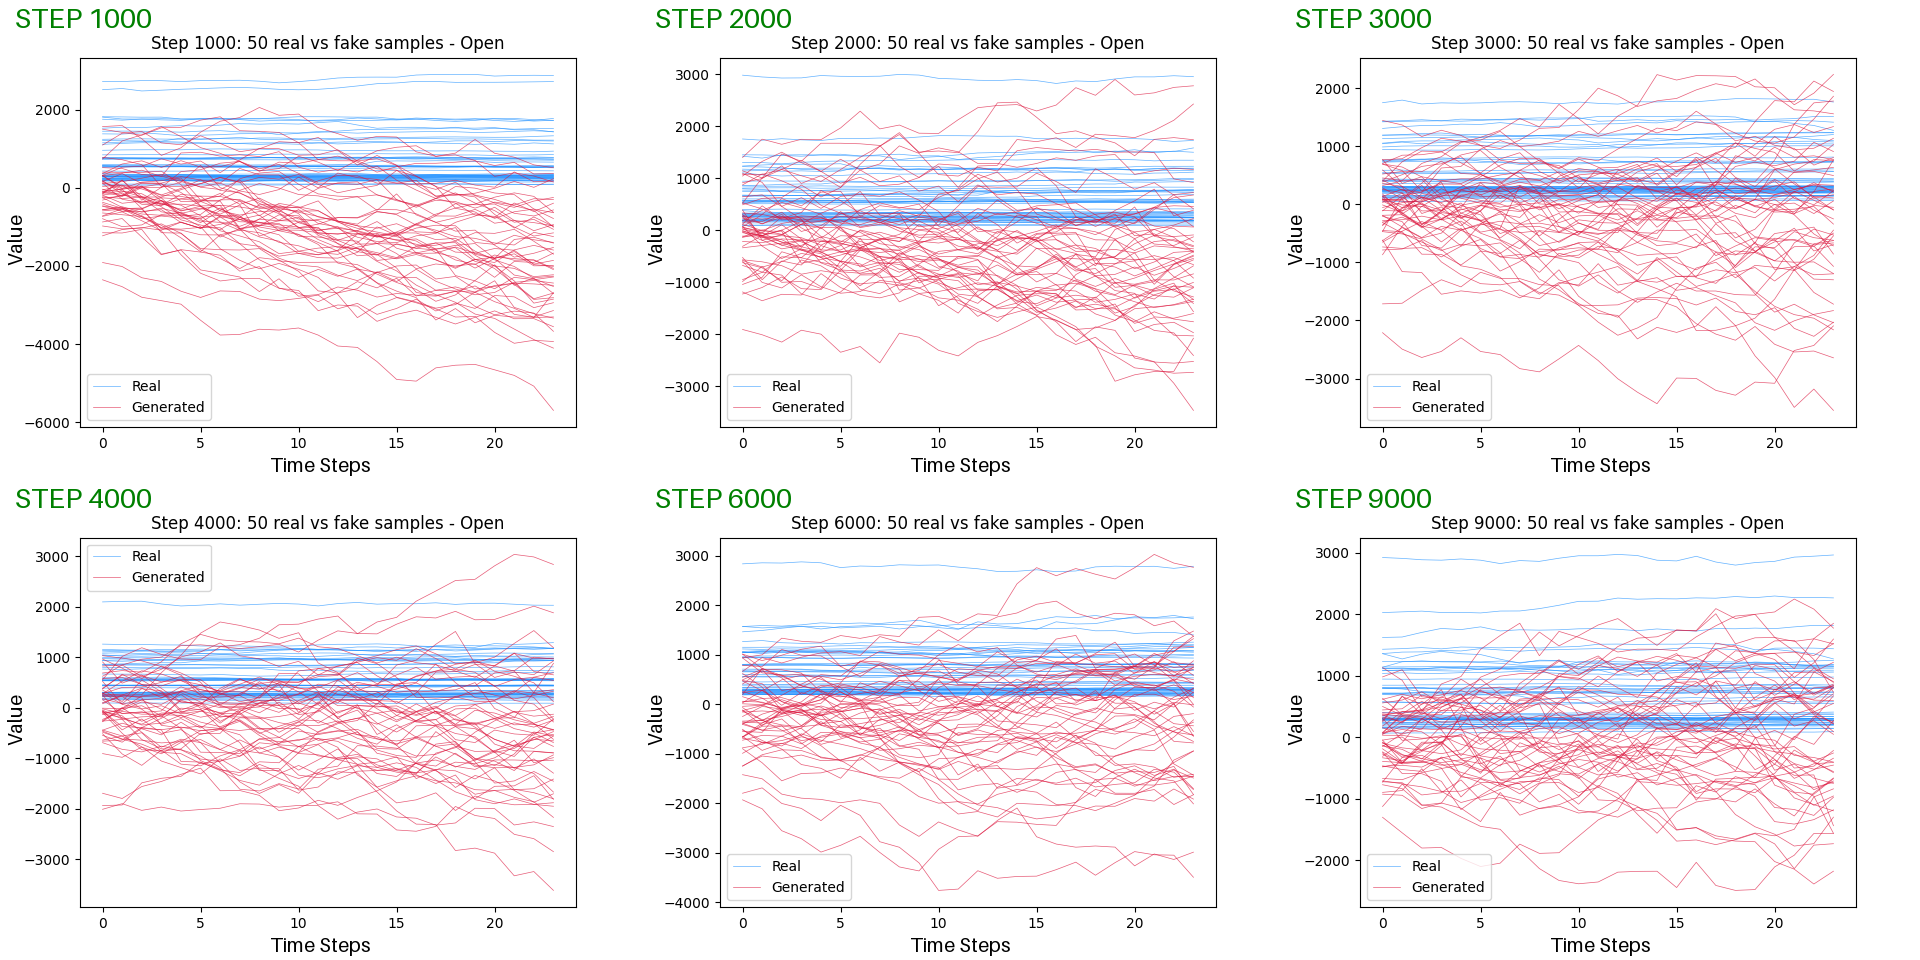 STEP 1000
Step 1000: 50 real vs fake samples - Open
Value
2000
0
−2000
−4000
−6000
Real
Generated
0 5 10 15 20
Time Steps
STEP 2000
Step 2000: 50 real vs fake samples - Open
Value
3000
2000
1000
0
−1000
−2000
−3000
Real
Generated
0 5 10 15 20
Time Steps
STEP 3000
Step 3000: 50 real vs fake samples - Open
Value
2000
1000
0
−1000
−2000
−3000
Real
Generated
0 5 10 15 20
Time Steps
STEP 4000
Step 4000: 50 real vs fake samples - Open
Value
Real
Generated
3000
2000
1000
0
−1000
−2000
−3000
0 5 10 15 20
Time Steps
STEP 6000
Step 6000: 50 real vs fake samples - Open
Value
3000
2000
1000
0
−1000
−2000
−3000
−4000
Real
Generated
0 5 10 15 20
Time Steps
STEP 9000
Step 9000: 50 real vs fake samples - Open
Value
3000
2000
1000
0
−1000
−2000
Real
Generated
0 5 10 15 20
Time Steps